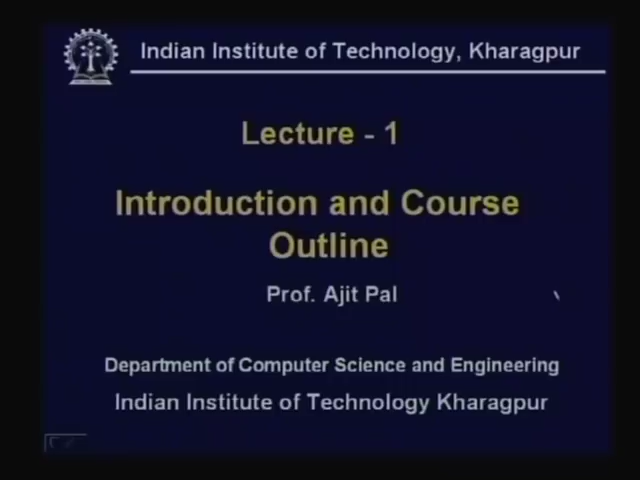 Indian Institute of Technology, Kharagpur
Lecture - 1
Introduction and Course
Outline
Prof. Ajit Pal
Department of Computer Science and Engineering
Indian Institute of Technology Kharagpur